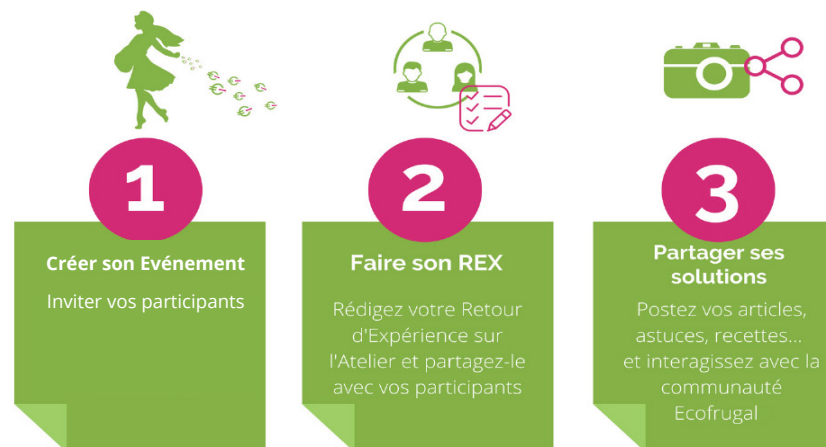 1
Créer son Evénement
Inviter vos participants
2
Faire son REX
Rédigez votre Retour
d'Expérience sur
l'Atelier et partagez-le
avec vos participants
3
Partager ses
solutions
Postez vos articles,
astuces, recettes...
et interagissez avec la
communauté
Ecofrugal